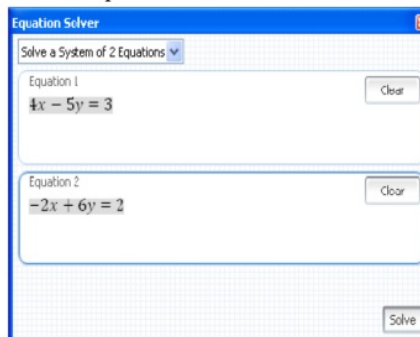 Equation Solver
Solve a System of 2 Equations
Equation 1
Clear
4x − 5y = 3
Equation 2
Clear
−2x + 6y = 2
Solve